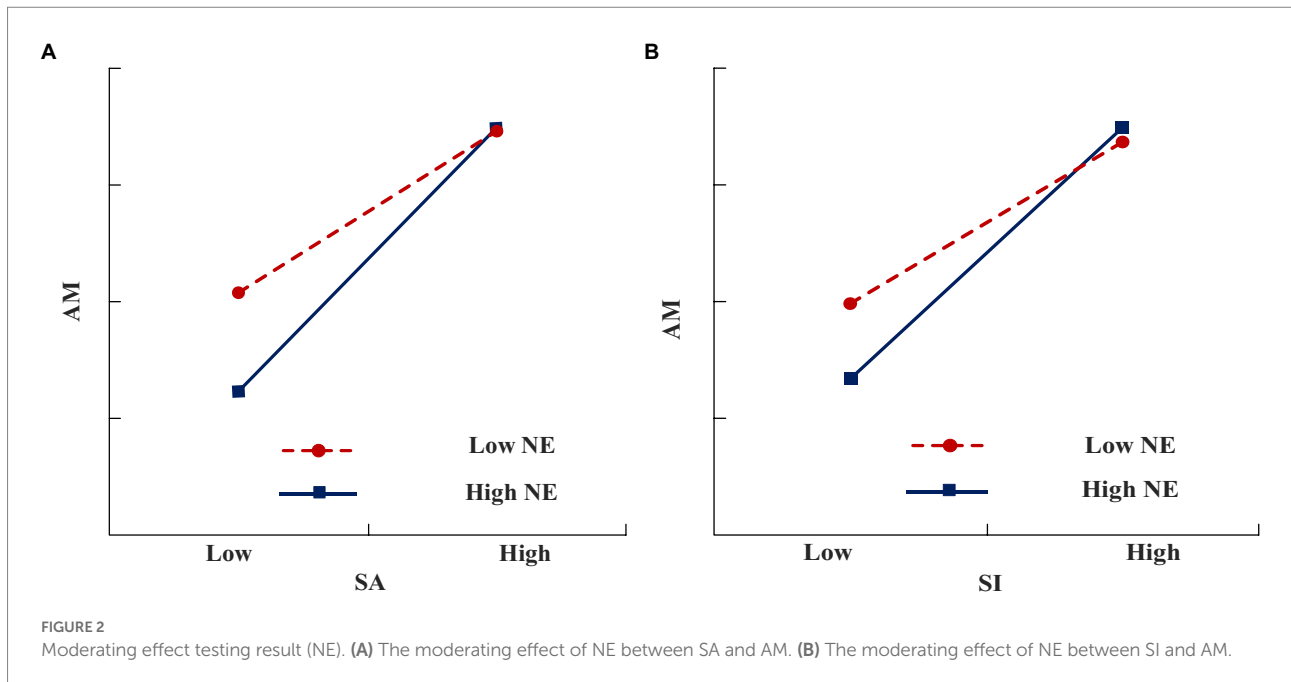 A
AM
Low NE
High NE
Low
High
SA
B
AM
Low NE
High NE
Low
High
SI
FIGURE 2
Moderating effect testing result (NE). (A) The moderating effect of NE between SA and AM. (B) The moderating effect of NE between SI and AM.